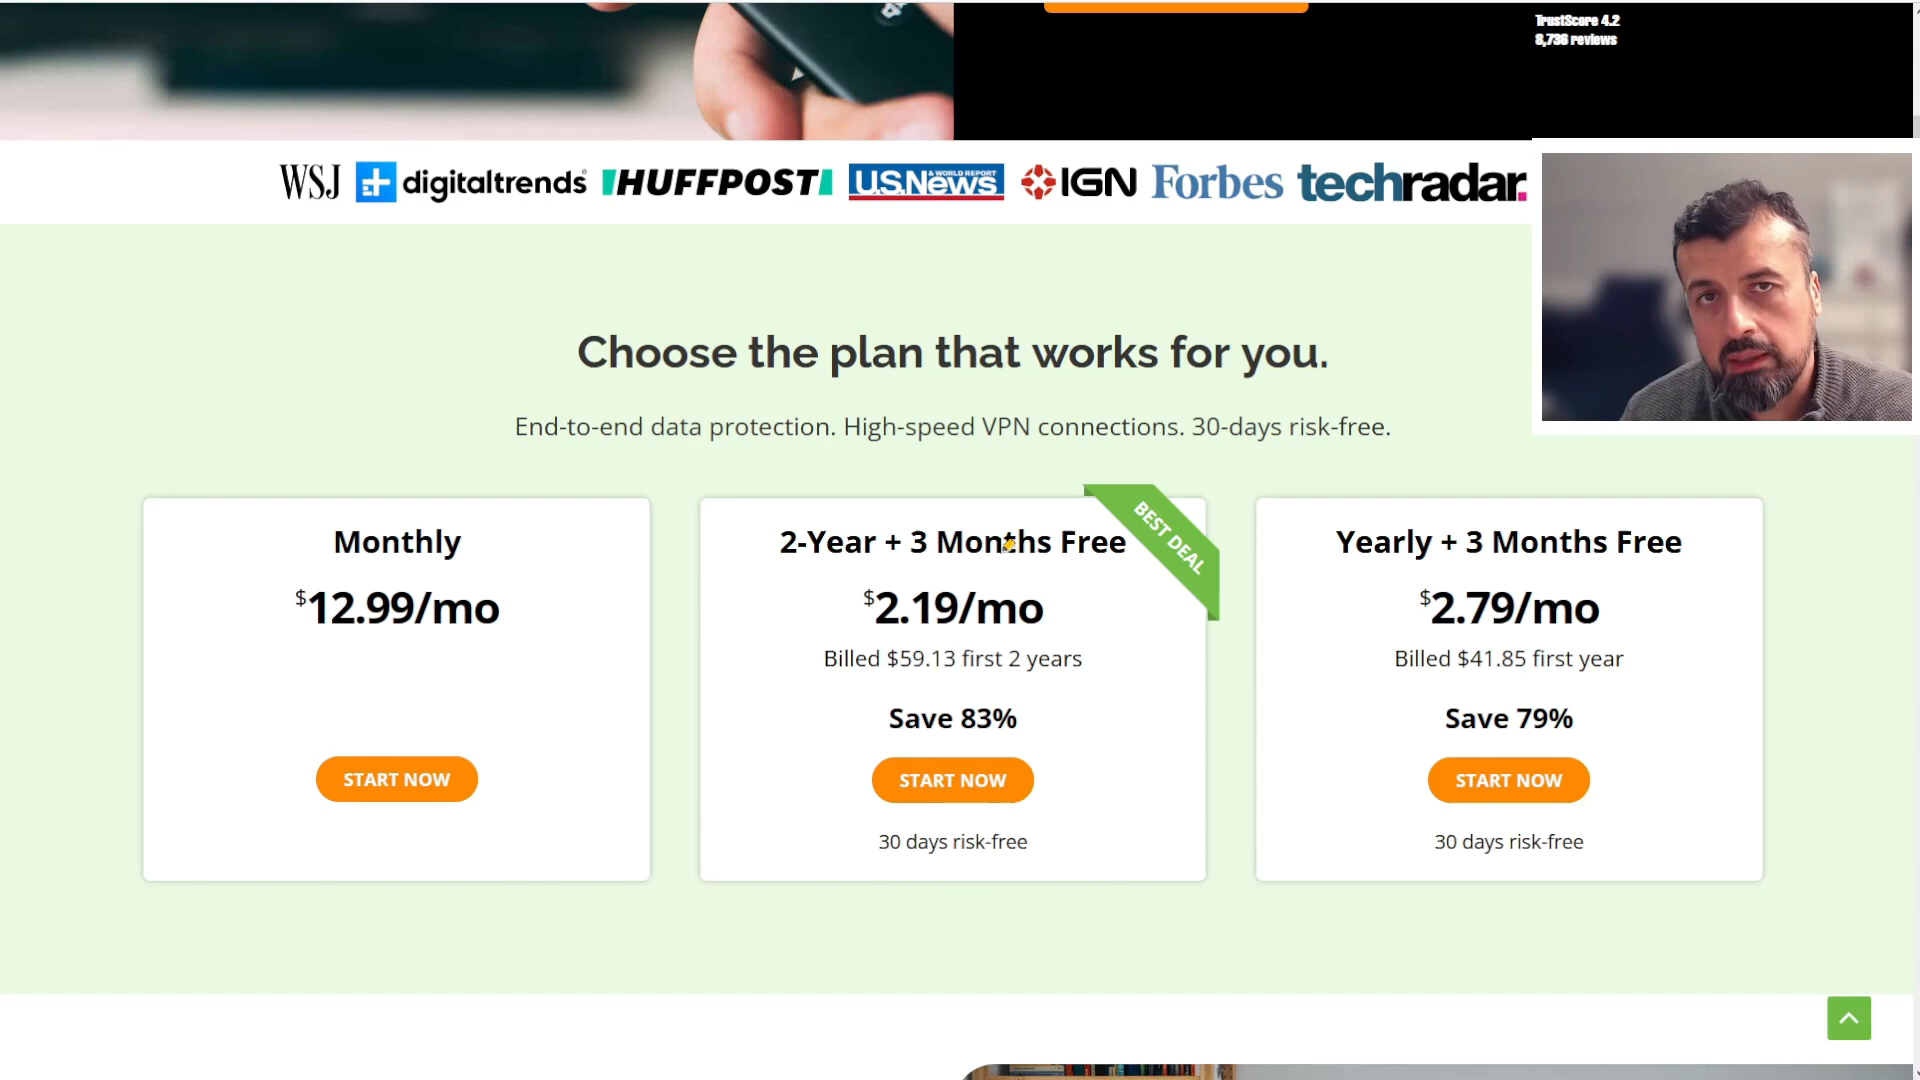 TrustScore 4.2
8,736 reviews
WSJ digitaltrends HUFFPOST U.S.News & WORLD REPORT IGN Forbes techradar.
Choose the plan that works for you.
End-to-end data protection. High-speed VPN connections. 30-days risk-free.
Monthly
$12.99/mo
START NOW
BEST DEAL
2-Year + 3 Months Free
$2.19/mo
Billed $59.13 first 2 years
Save 83%
START NOW
30 days risk-free
Yearly + 3 Months Free
$2.79/mo
Billed $41.85 first year
Save 79%
START NOW
30 days risk-free